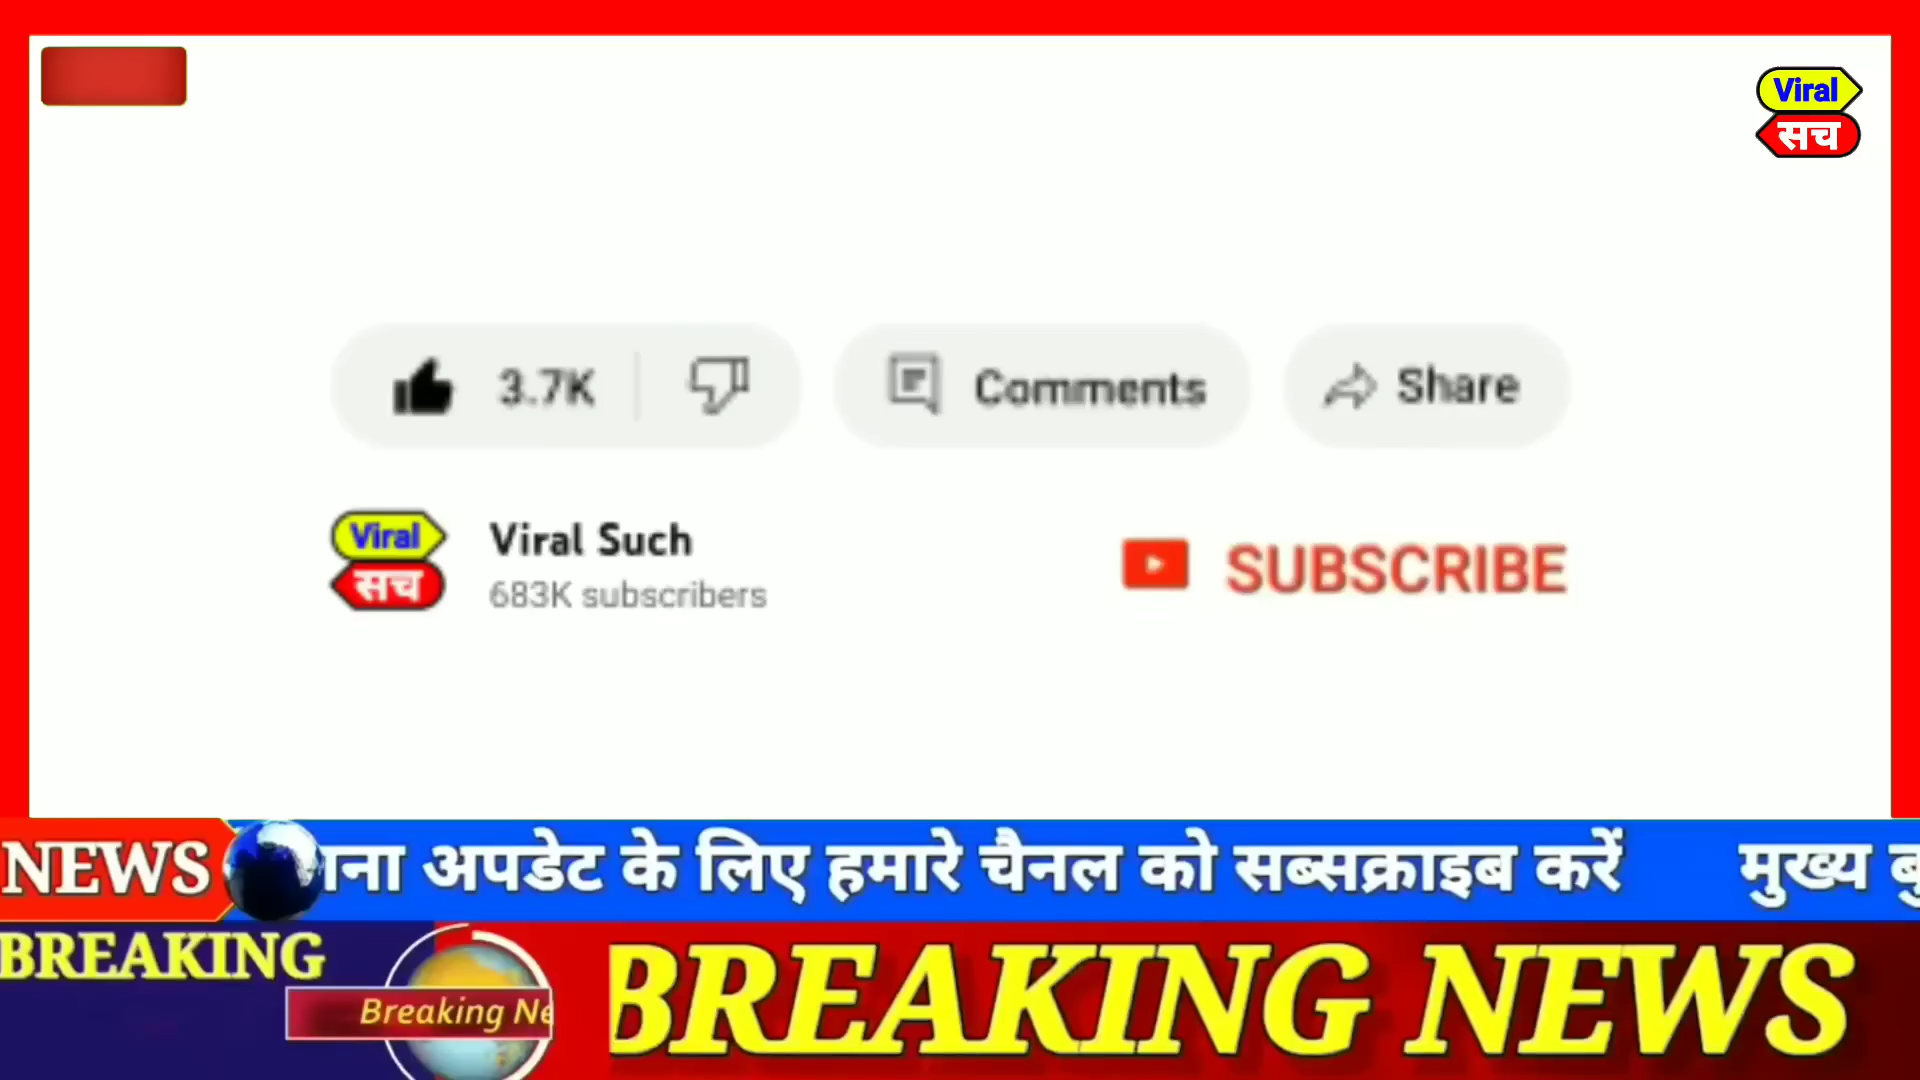 Viral
सच
3.7K
Comments
Share
Viral
सच
Viral Such
683K subscribers
SUBSCRIBE
NEWS
अपडेट के लिए हमारे चैनल को सब्सक्राइब करें
मुख्य
BREAKING
Breaking
BREAKING NEWS